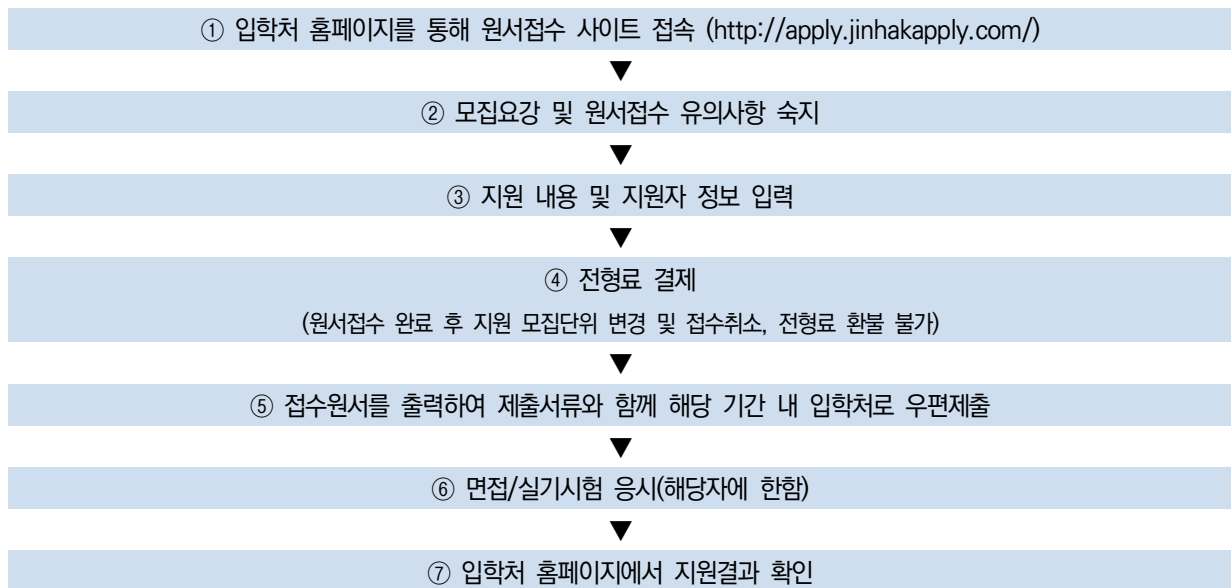 ① 입학처 홈페이지를 통해 원서접수 사이트 접속 (http://apply.jinhakapply.com/)
▼
② 모집요강 및 원서접수 유의사항 숙지
▼
③ 지원 내용 및 지원자 정보 입력
▼
④ 전형료 결제
(원서접수 완료 후 지원 모집단위 변경 및 접수취소, 전형료 환불 불가)
▼
⑤ 접수원서를 출력하여 제출서류와 함께 해당 기간 내 입학처로 우편제출
▼
⑥ 면접/실기시험 응시(해당자에 한함)
▼
⑦ 입학처 홈페이지에서 지원결과 확인